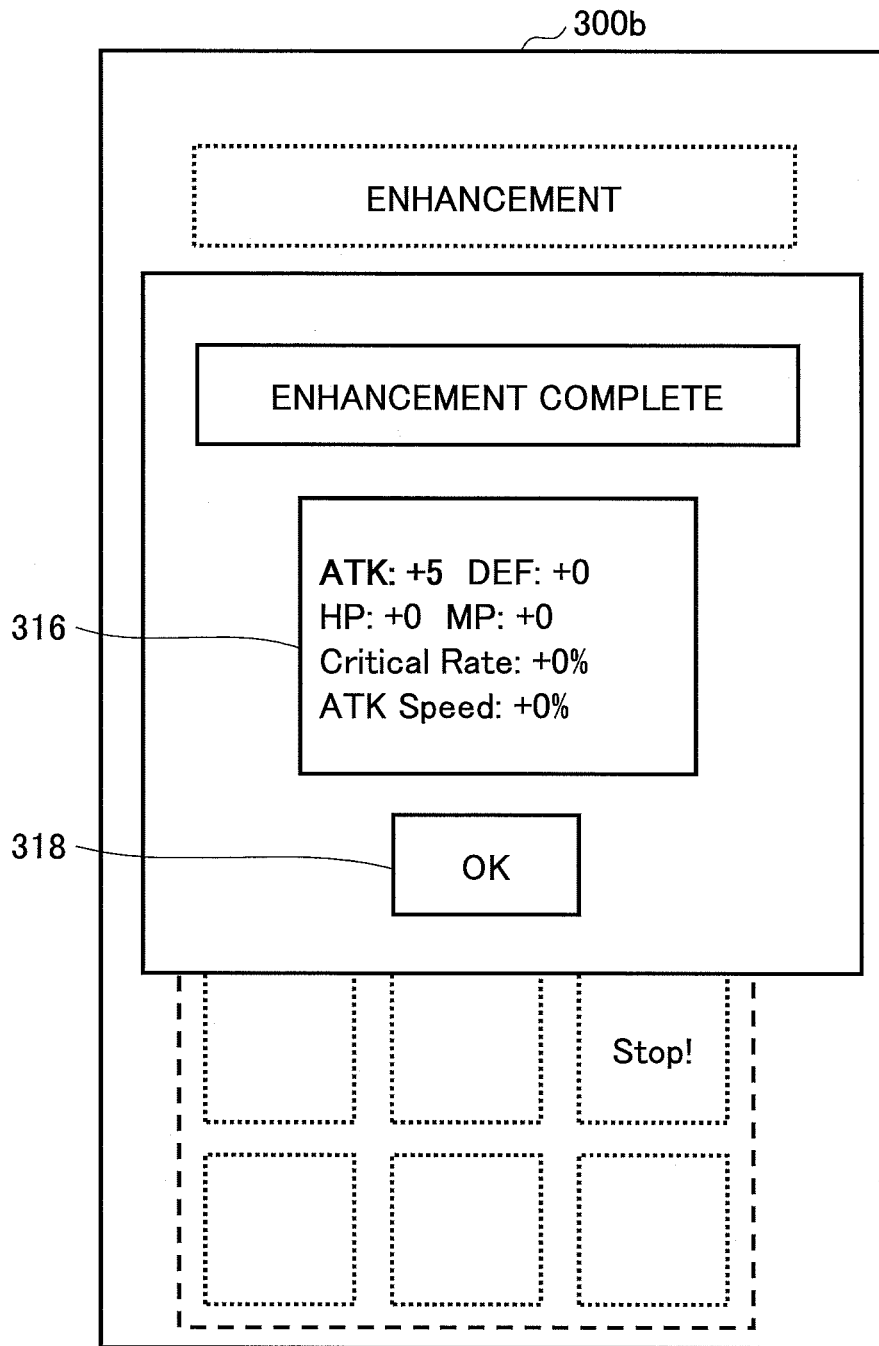 300b
ENHANCEMENT
ENHANCEMENT COMPLETE
ATK: +5 DEF: +0
HP: +0 MP: +0
316
Critical Rate: +0%
ATK Speed: +0%
318
OK
Stop!